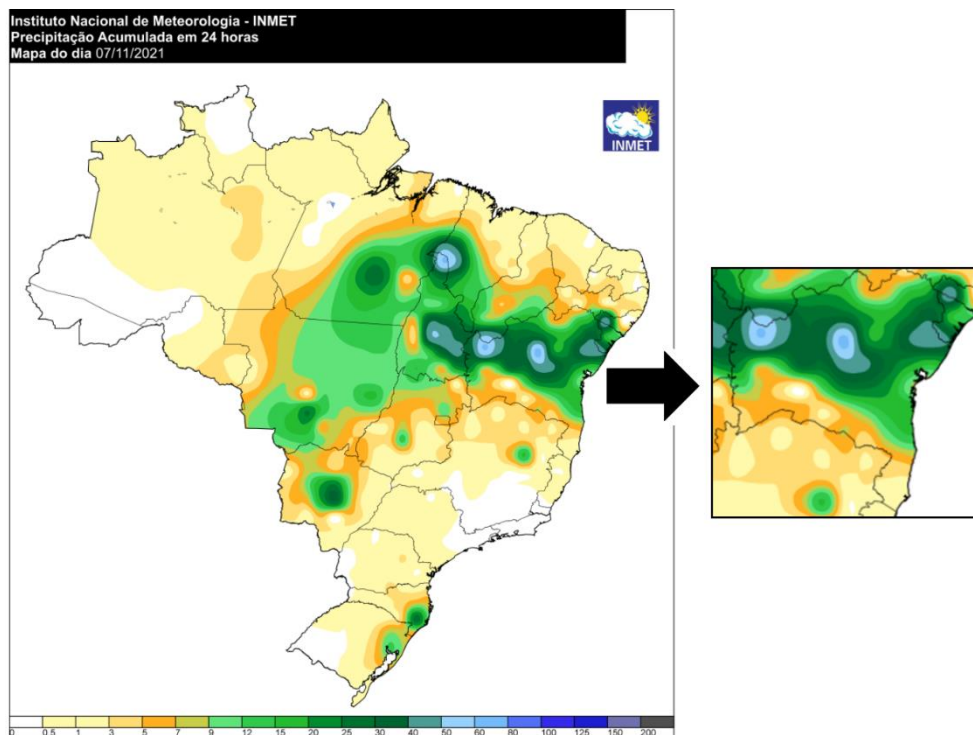 Instituto Nacional de Meteorologia - INMET
Precipitação Acumulada em 24 horas
Mapa do dia 07/11/2021
INMET
0 0.5 1 3 5 7 9 12 15 20 25 30 40 50 60 80 100 125 150 200